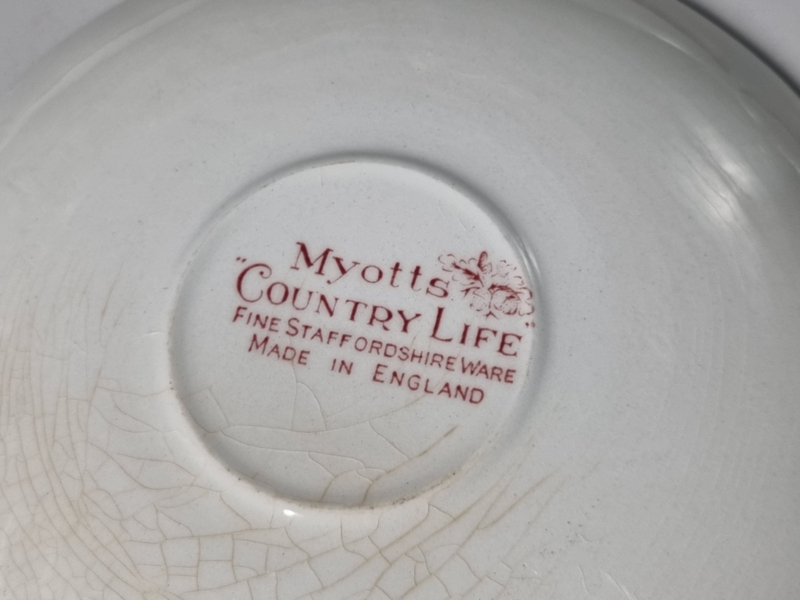 Myotts
"COUNTRY LIFE"
FINE STAFFORDSHIRE WARE
MADE IN ENGLAND